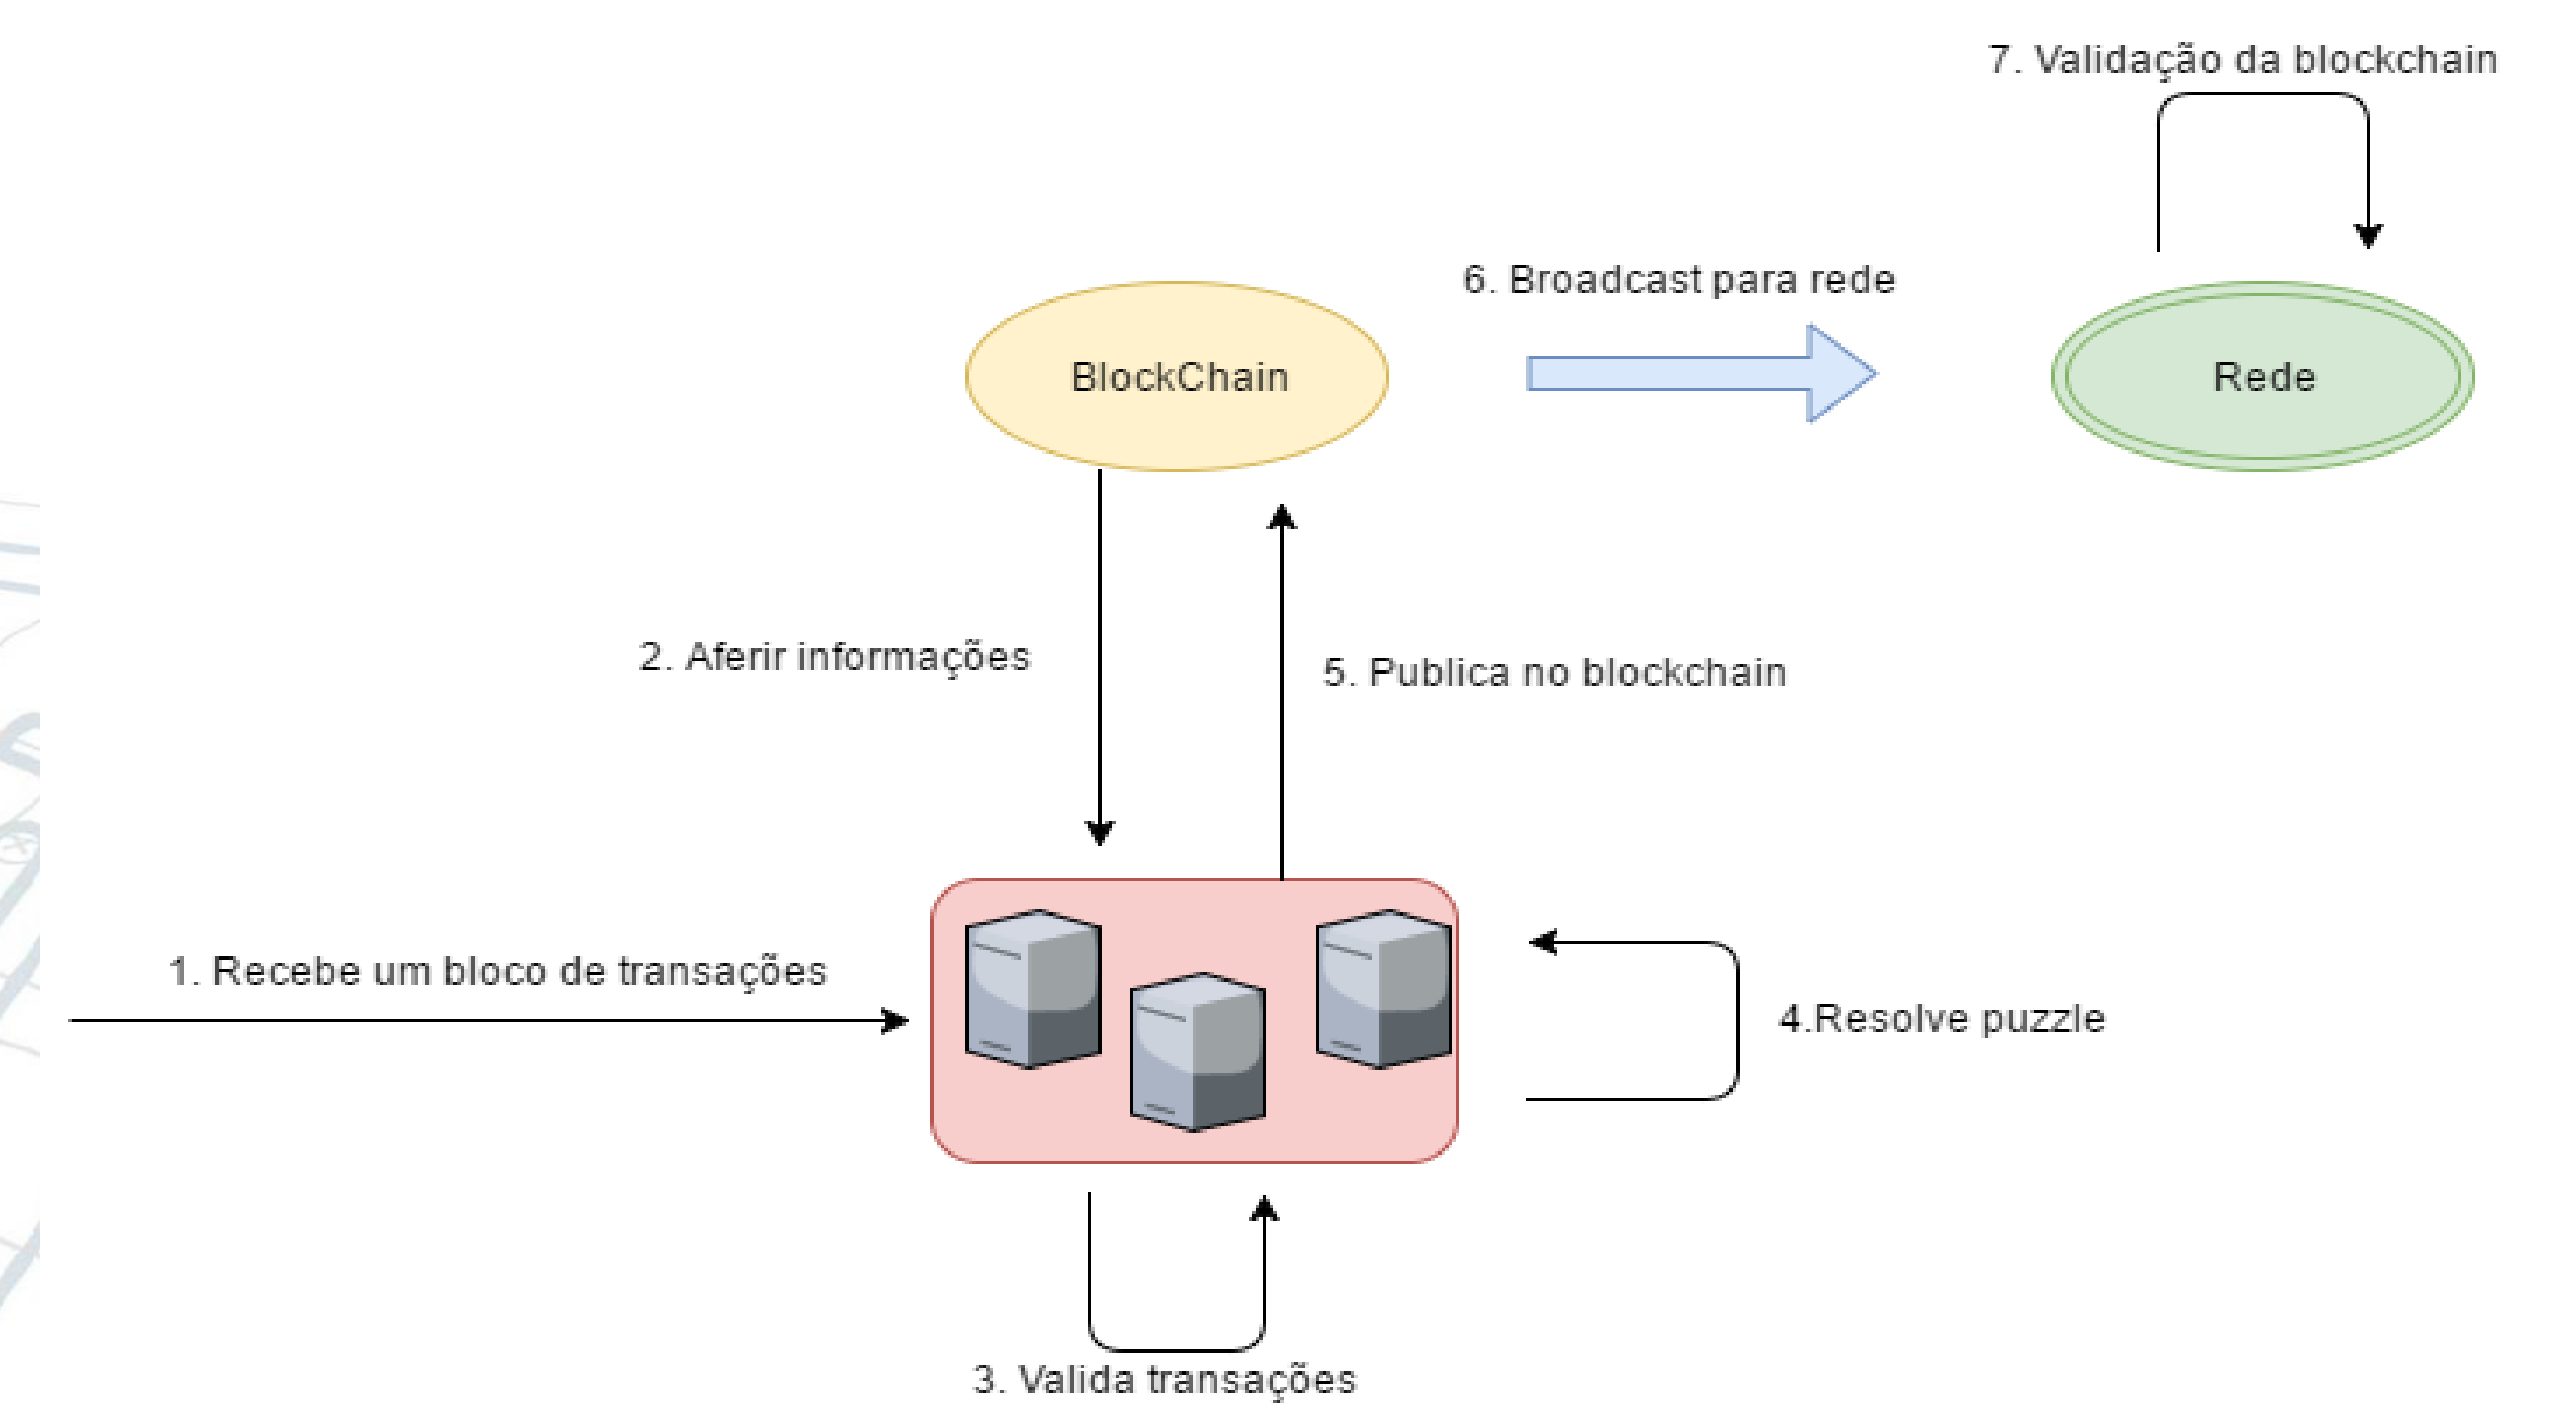 7. Validação da blockchain
6. Broadcast para rede
BlockChain
Rede
2. Aferir informações
5. Publica no blockchain
1. Recebe um bloco de transações
4.Resolve puzzle
3. Valida transações